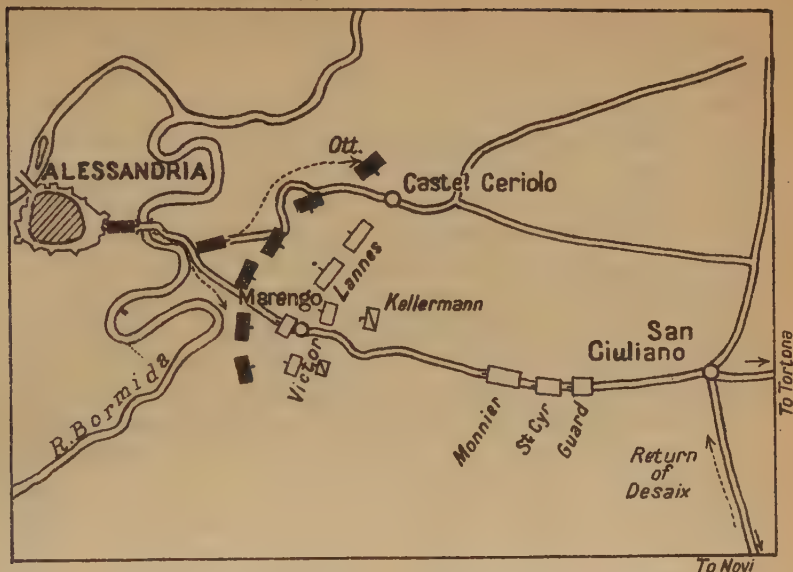 Ott.
ALESSANDRIA
Castel Ceriolo
Lannes
Marengo
Kellermann
San
Giuliano
Victor
R. Bormida
Monnier
St Cyr
Guard
To Tortona
Return
of
Desaix
To Novi